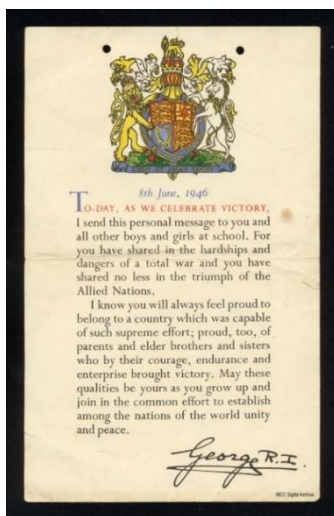 8th June, 1946
TO-DAY, AS WE CELEBRATE VICTORY,
I send this personal message to you and
all other boys and girls at school. For
you have shared in the hardships and
dangers of a total war and you have
shared no less in the triumph of the
Allied Nations.
I know you will always feel proud to
belong to a country which was capable
of such supreme effort; proud, too, of
parents and elder brothers and sisters
who by their courage, endurance and
enterprise brought victory. May these
qualities be yours as you grow up and
join in the common effort to establish
among the nations of the world unity
and peace.
George R.I.